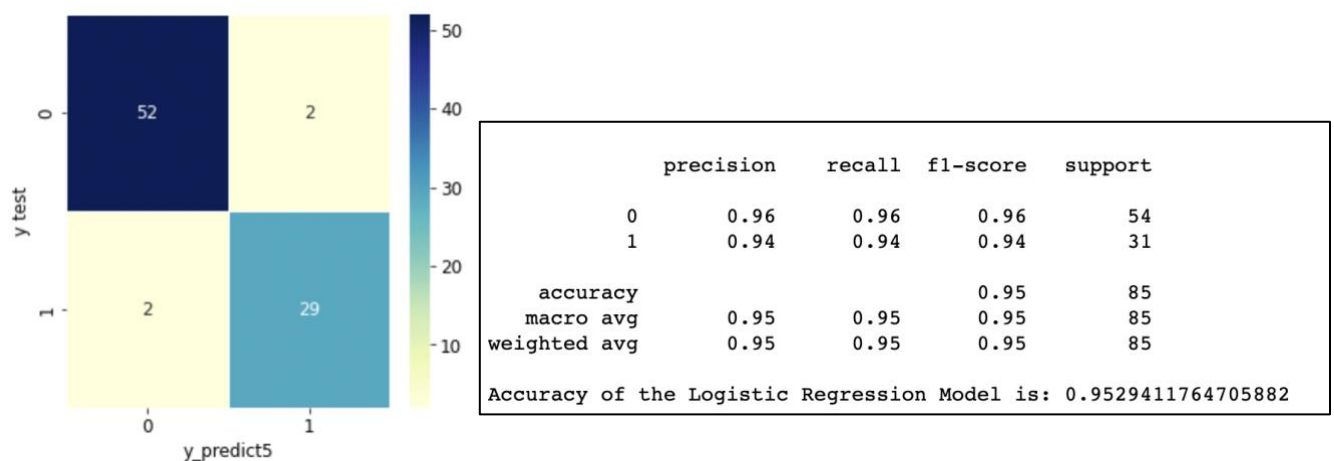 50
0
52
2
40
30
y test
20
1
2
29
10
0
1
y_predict5
precision recall f1-score support
0 0.96 0.96 0.96 54
1 0.94 0.94 0.94 31
accuracy 0.95 85
macro avg 0.95 0.95 0.95 85
weighted avg 0.95 0.95 0.95 85
Accuracy of the Logistic Regression Model is: 0.9529411764705882